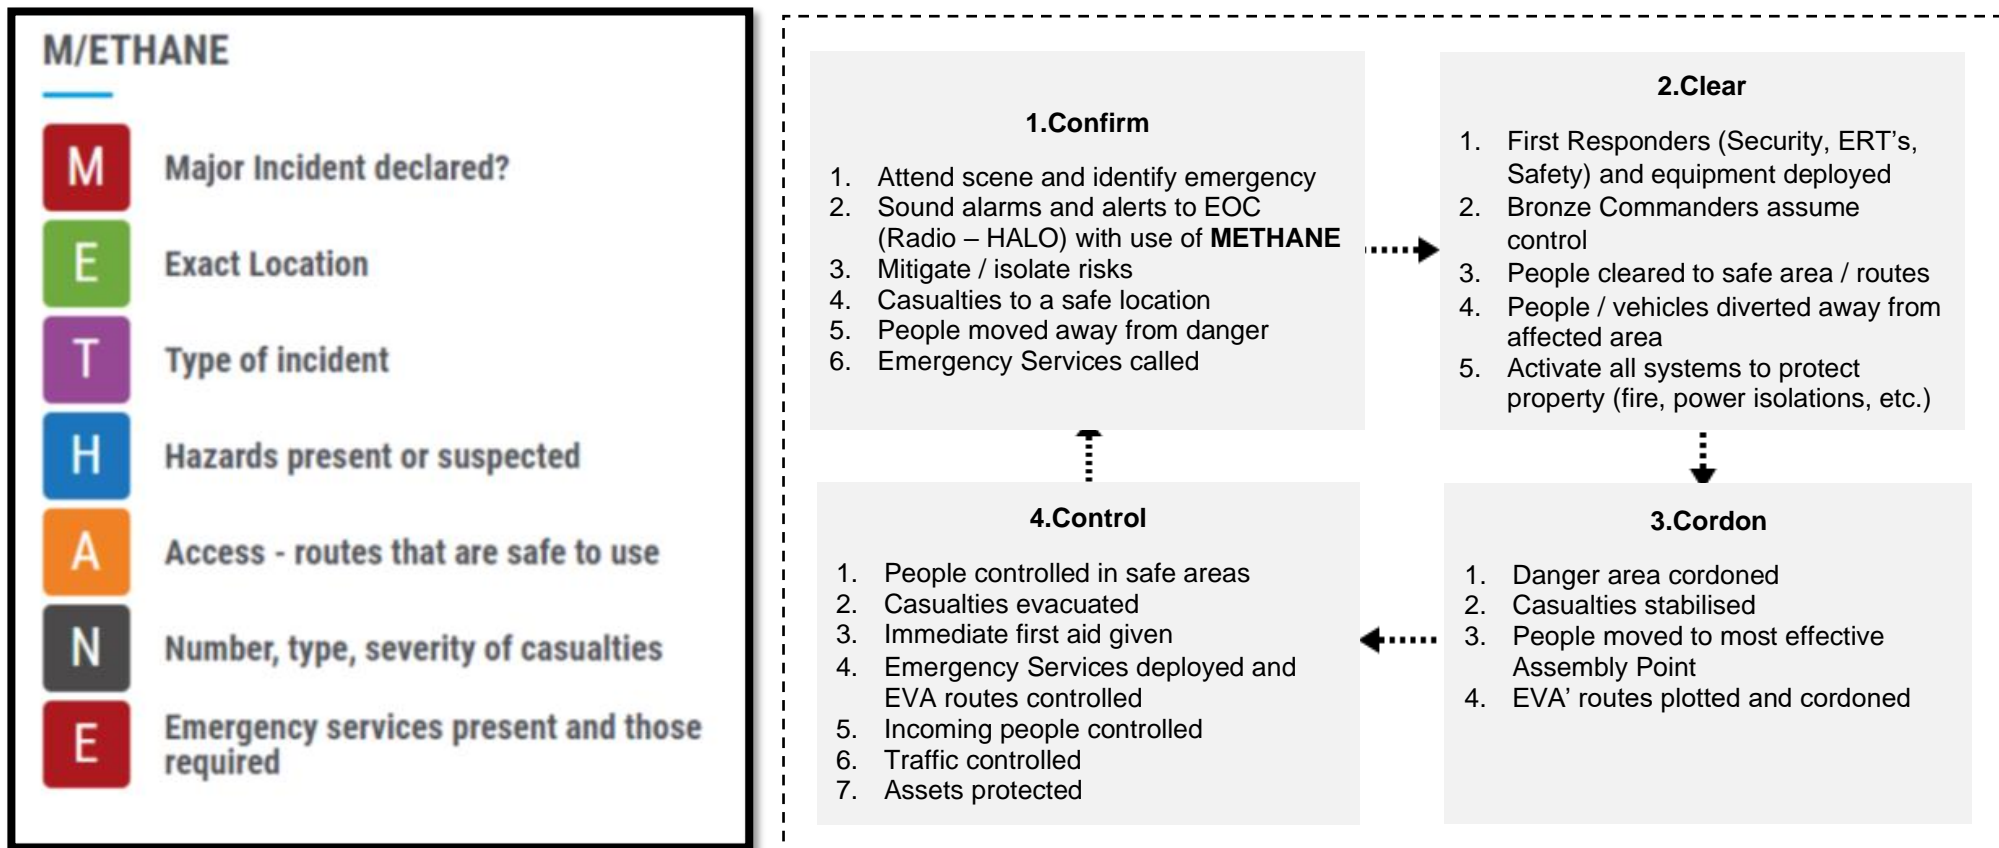 M/ETHANE
M
Major Incident declared?
E
Exact Location
T
Type of incident
H
Hazards present or suspected
A
Access - routes that are safe to use
N
Number, type, severity of casualties
E
Emergency services present and those
required
1.Confirm
1. Attend scene and identify emergency
2. Sound alarms and alerts to EOC
(Radio – HALO) with use of METHANE
3. Mitigate / isolate risks
4. Casualties to a safe location
5. People moved away from danger
6. Emergency Services called
2.Clear
1. First Responders (Security, ERT’s,
Safety) and equipment deployed
2. Bronze Commanders assume
control
3. People cleared to safe area / routes
4. People / vehicles diverted away from
affected area
5. Activate all systems to protect
property (fire, power isolations, etc.)
4.Control
1. People controlled in safe areas
2. Casualties evacuated
3. Immediate first aid given
4. Emergency Services deployed and
EVA routes controlled
5. Incoming people controlled
6. Traffic controlled
7. Assets protected
3.Cordon
1. Danger area cordoned
2. Casualties stabilised
3. People moved to most effective
Assembly Point
4. EVA’ routes plotted and cordoned